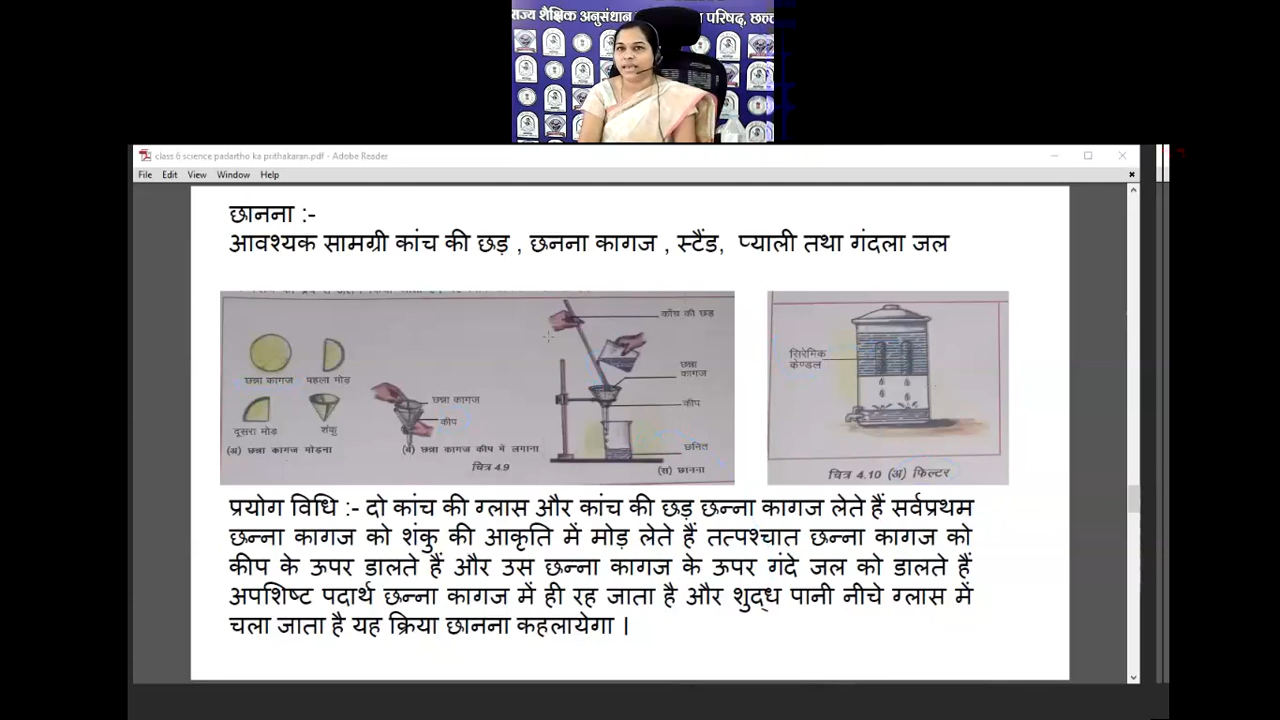 राज्य शैक्षिक अनुसंधान परिषद्, छत्त
class 6 science padartho ka prithakaran.pdf - Adobe Reader
File Edit View Window Help
छानना :-
आवश्यक सामग्री कांच की छड़ , छनना कागज , स्टैंड, प्याली तथा गंदला जल
काँच की छड़
छन्ना कागज
पहला मोड़
छन्ना
कागज
छन्ना कागज
कीप
कीप
दूसरा मोड़
शंकु
छनित
(अ) छन्ना कागज मोड़ना
(ब) छन्ना कागज कीप में लगाना
(स) छानना
चित्र 4.9
सिरेमिक
केण्डल
चित्र 4.10 (अ) फिल्टर
प्रयोग विधि :- दो कांच की ग्लास और कांच की छड़ छन्ना कागज लेते हैं सर्वप्रथम
छन्ना कागज को शंकु की आकृति में मोड़ लेते हैं तत्पश्चात छन्ना कागज को
कीप के ऊपर डालते हैं और उस छन्ना कागज के ऊपर गंदे जल को डालते हैं
अपशिष्ट पदार्थ छन्ना कागज में ही रह जाता है और शुद्ध पानी नीचे ग्लास में
चला जाता है यह क्रिया छानना कहलायेगा |